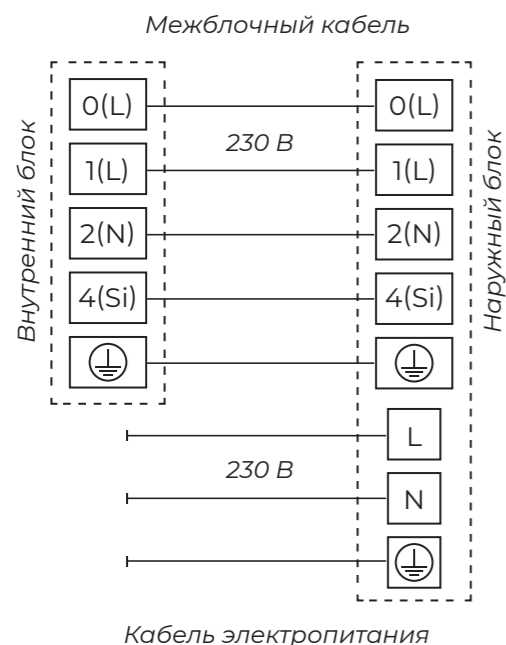 Межблочный кабель
Внутренний блок
Наружный блок
0(L)
0(L)
230 В
1(L)
1(L)
2(N)
2(N)
4(Si)
4(Si)
L
230 В
N
Кабель электропитания